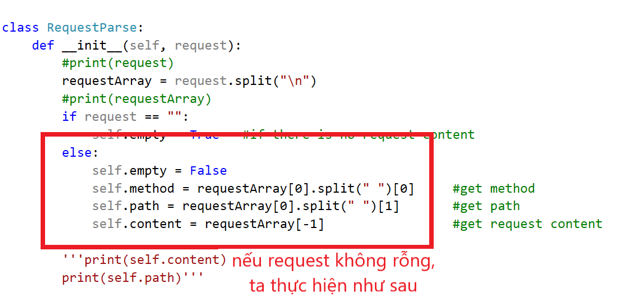 class RequestParse:
def __init__(self, request):
#print(request)
requestArray = request.split("\n")
#print(requestArray)
if request == "":
self.empty = True #if there is no request content
else:
self.empty = False
self.method = requestArray[0].split(" ")[0] #get method
self.path = requestArray[0].split(" ")[1] #get path
self.content = requestArray[-1] #get request content
'''print(self.content)
print(self.path)'''
nếu request không rỗng,
ta thực hiện như sau